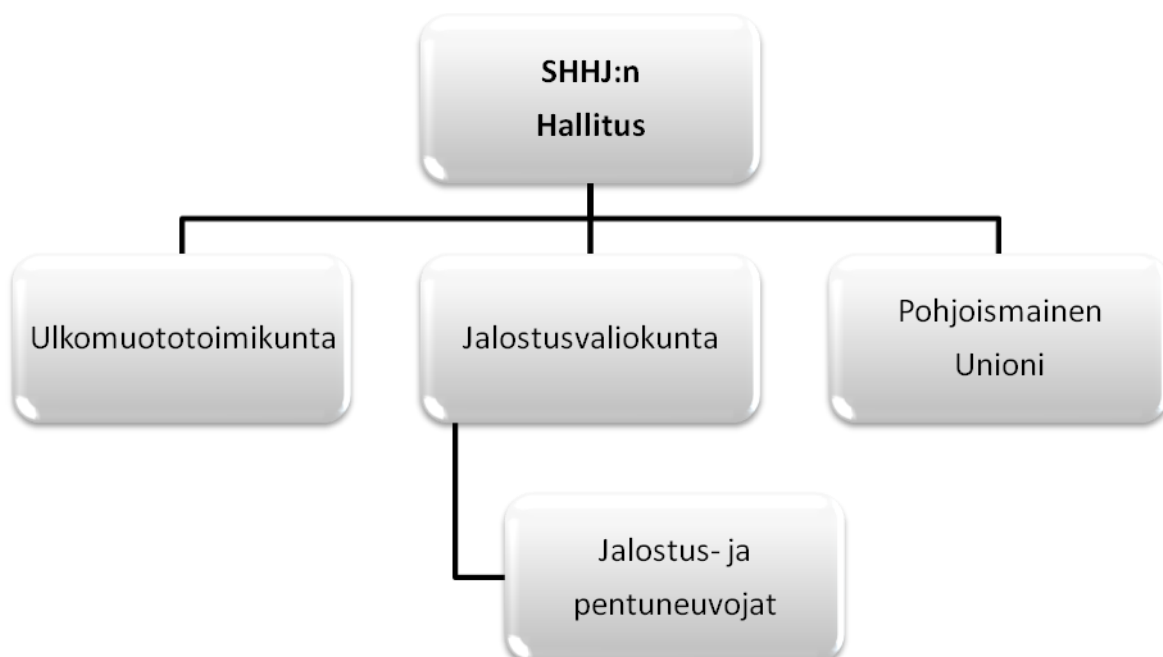 SHHJ:n
Hallitus
Ulkomuototoimikunta
Jalostusvaliokunta
Pohjoismainen
Unioni
Jalostus- ja
pentuneuvojat